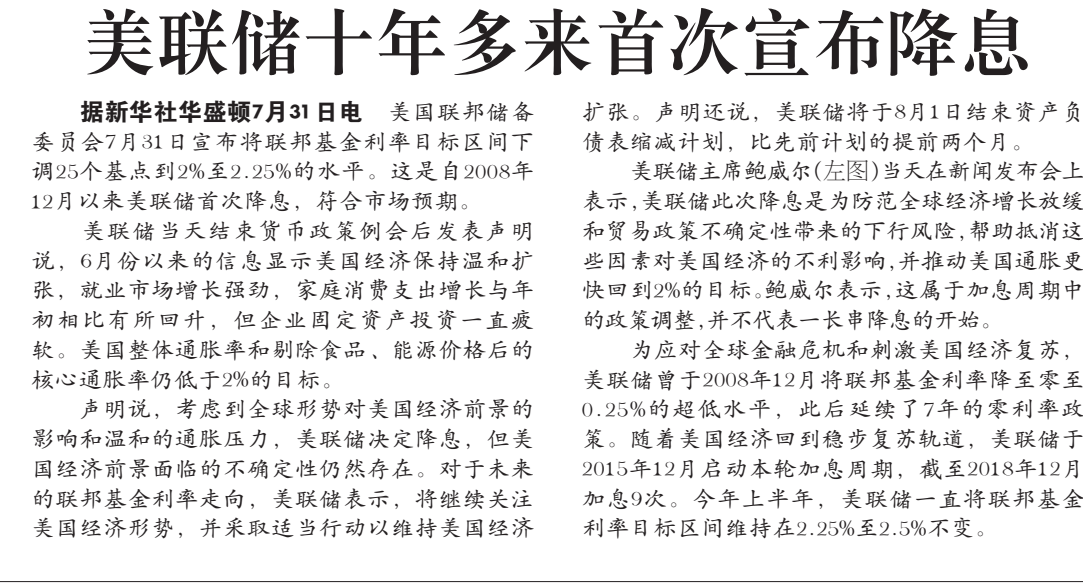 美联储十年多来首次宣布降息
据新华社华盛顿7月31日电 美国联邦储备
委员会7月31日宣布将联邦基金利率目标区间下
调25个基点到2%至2.25%的水平。这是自2008年
12月以来美联储首次降息，符合市场预期。
美联储当天结束货币政策例会后发表声明
说，6月份以来的信息显示美国经济保持温和扩
张，就业市场增长强劲，家庭消费支出增长与年
初相比有所回升，但企业固定资产投资一直疲
软。美国整体通胀率和剔除食品、能源价格后的
核心通胀率仍低于2%的目标。
声明说，考虑到全球形势对美国经济前景的
影响和温和的通胀压力，美联储决定降息，但美
国经济前景面临的不确定性仍然存在。对于未来
的联邦基金利率走向，美联储表示，将继续关注
美国经济形势，并采取适当行动以维持美国经济
扩张。声明还说，美联储将于8月1日结束资产负
债表缩减计划，比先前计划的提前两个月。
美联储主席鲍威尔(左图)当天在新闻发布会上
表示,美联储此次降息是为防范全球经济增长放缓
和贸易政策不确定性带来的下行风险,帮助抵消这
些因素对美国经济的不利影响,并推动美国通胀更
快回到2%的目标。鲍威尔表示,这属于加息周期中
的政策调整,并不代表一长串降息的开始。
为应对全球金融危机和刺激美国经济复苏，
美联储曾于2008年12月将联邦基金利率降至零至
0.25%的超低水平，此后延续了7年的零利率政
策。随着美国经济回到稳步复苏轨道，美联储于
2015年12月启动本轮加息周期，截至2018年12月
加息9次。今年上半年，美联储一直将联邦基金
利率目标区间维持在2.25%至2.5%不变。